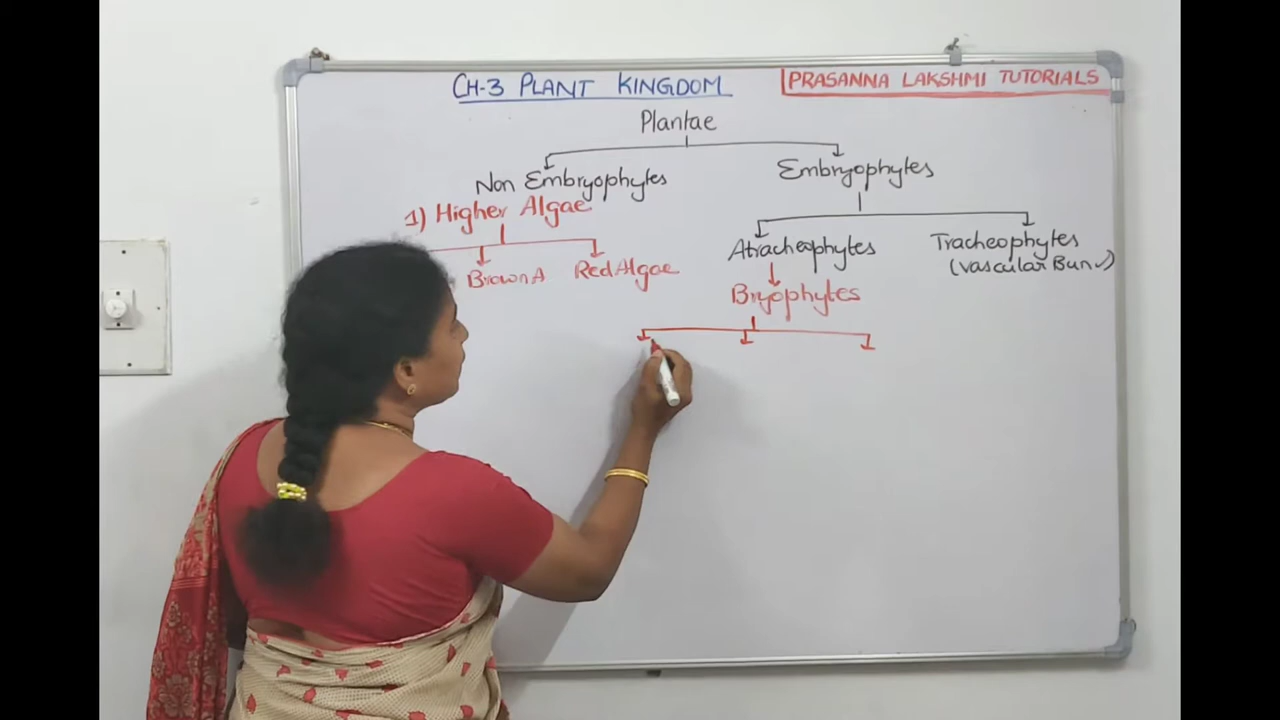 CH-3 PLANT KINGDOM
PRASANNA LAKSHMI TUTORIALS
Plantae
Non Embryophytes
Embryophytes
1) Higher Algae
Atracheophytes
Tracheophytes
(Vascular Bun
Brown A
Red Algae
Bryophytes